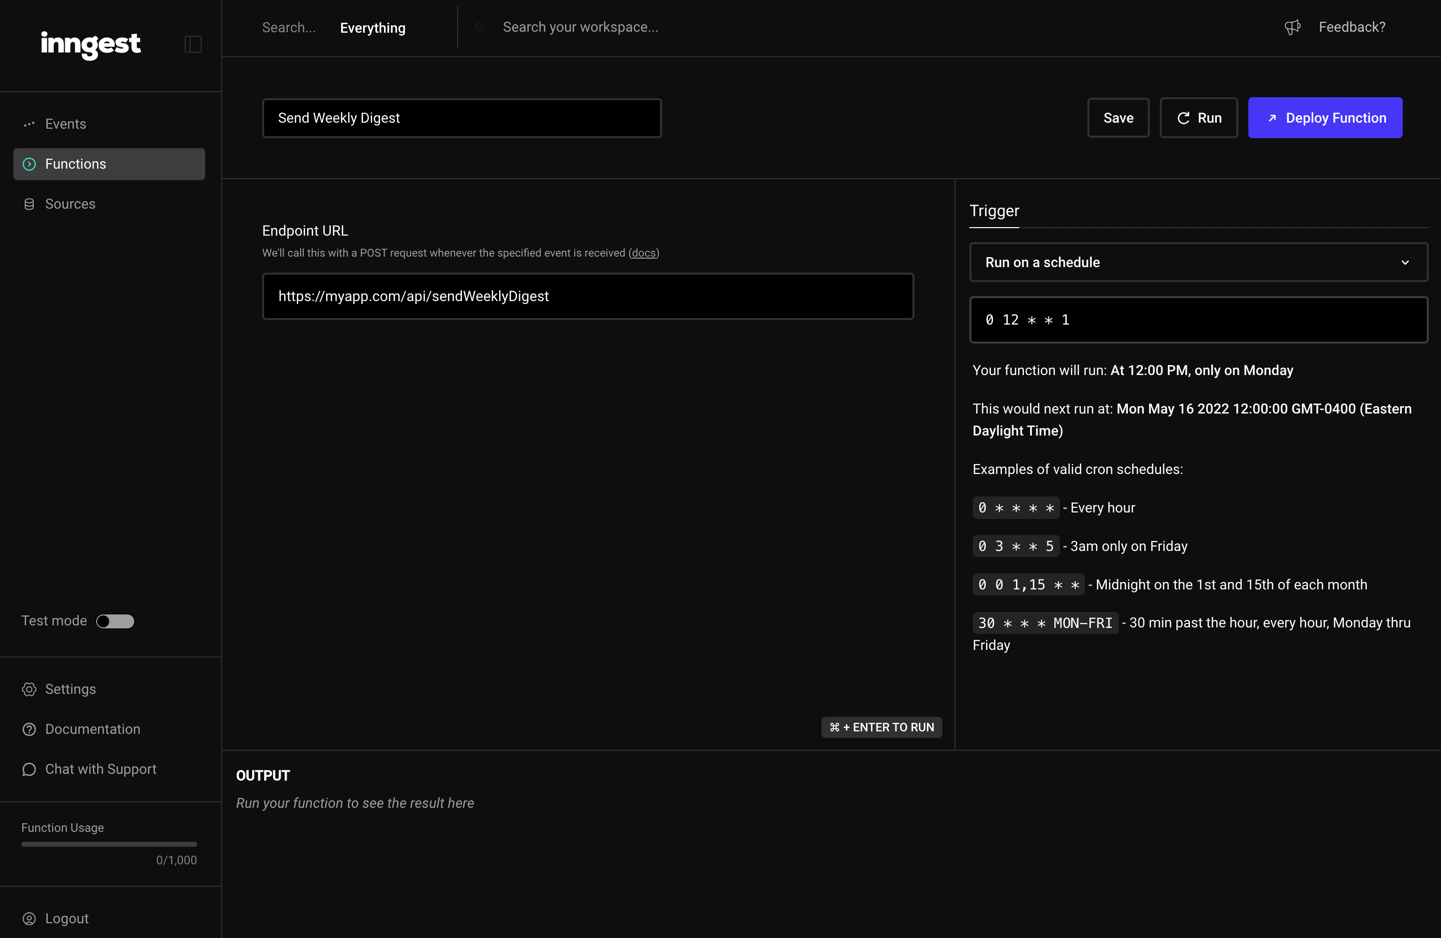 inngest
Search...
Everything
Search your workspace...
Feedback?
Events
Functions
Sources
Send Weekly Digest
Save
Run
Deploy Function
Endpoint URL
We'll call this with a POST request whenever the specified event is received (docs)
https://myapp.com/api/sendWeeklyDigest
⌘ + ENTER TO RUN
Trigger
Run on a schedule
0 12 * * 1
Your function will run: At 12:00 PM, only on Monday
This would next run at: Mon May 16 2022 12:00:00 GMT-0400 (Eastern
Daylight Time)
Examples of valid cron schedules:
0 * * * * - Every hour
0 3 * * 5 - 3am only on Friday
0 0 1,15 * * - Midnight on the 1st and 15th of each month
30 * * * MON-FRI - 30 min past the hour, every hour, Monday thru
Friday
Test mode
Settings
Documentation
Chat with Support
Function Usage
0/1,000
Logout
OUTPUT
Run your function to see the result here